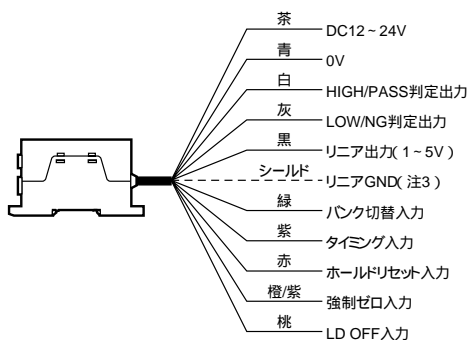 茶 DC12~24V
青 0V
白 HIGH/PASS判定出力
灰 LOW/NG判定出力
黒 リニア出力(1~5V)
シールド リニアGND(注3)
緑 バンク切替入力
紫 タイミング入力
赤 ホールドリセット入力
橙/紫 強制ゼロ入力
桃 LD OFF入力